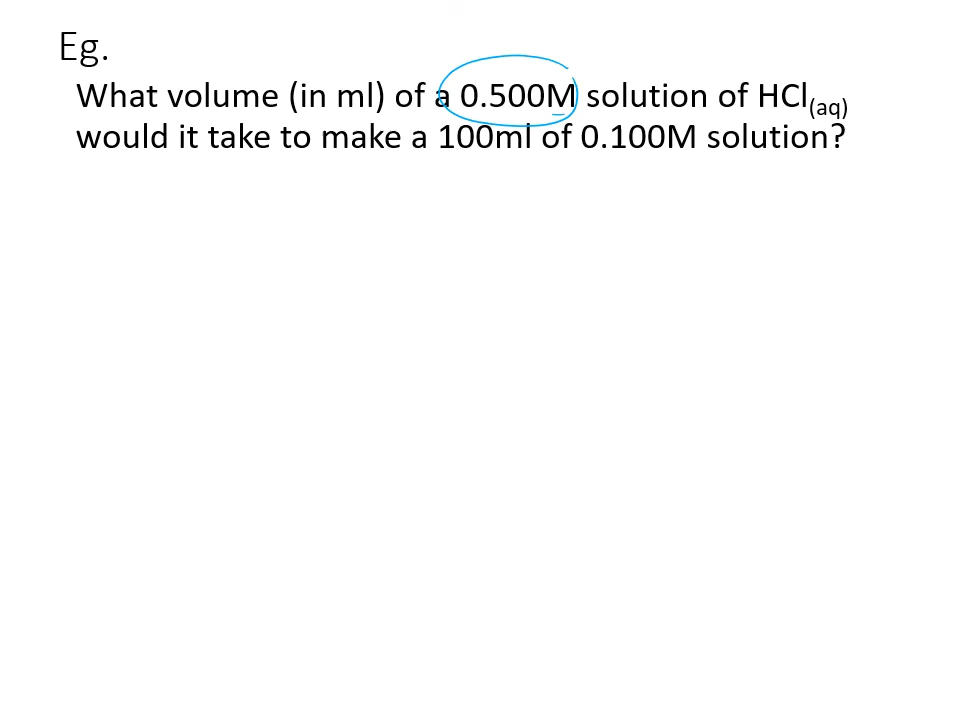 Eg.
What volume (in ml) of a 0.500M solution of HCl(aq)
would it take to make a 100ml of 0.100M solution?